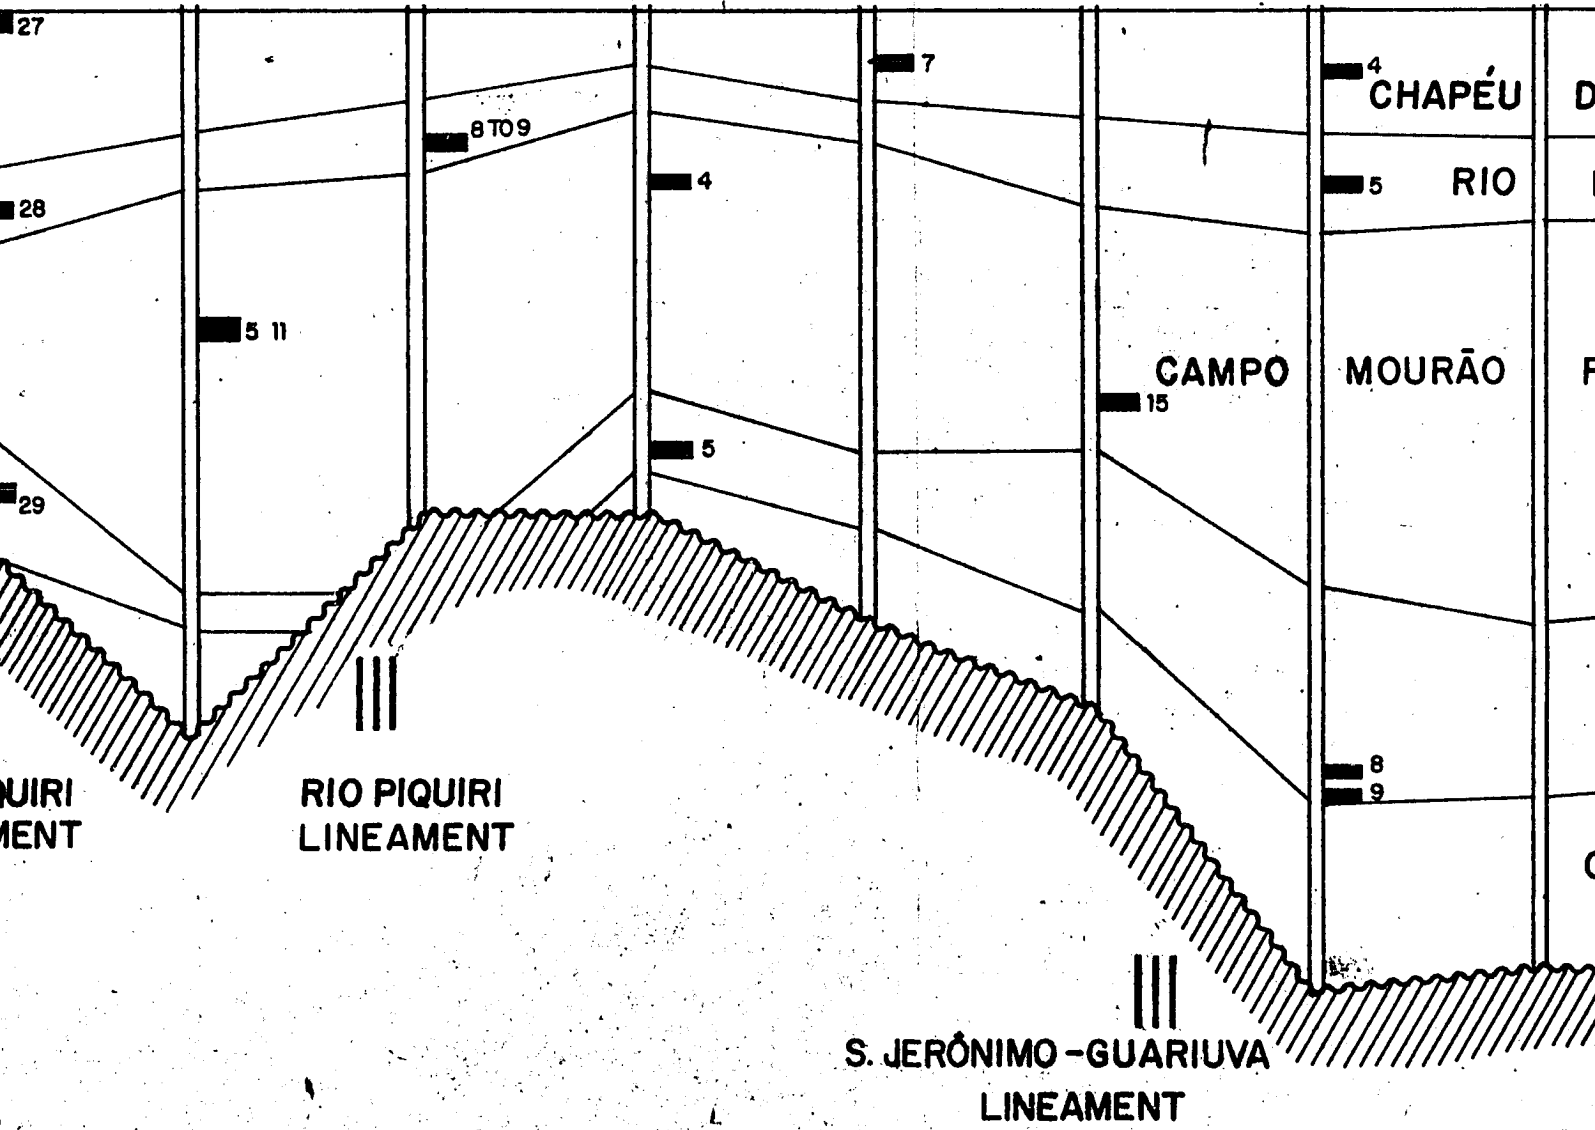 27
7
4
CHAPÉU D
8 TO 9
4
5 RIO
28
5 11
CAMPO MOURÃO
15
5
29
8
9
QUIRI
MENT
RIO PIQUIRI
LINEAMENT
S. JERÔNIMO-GUARIUVA
LINEAMENT